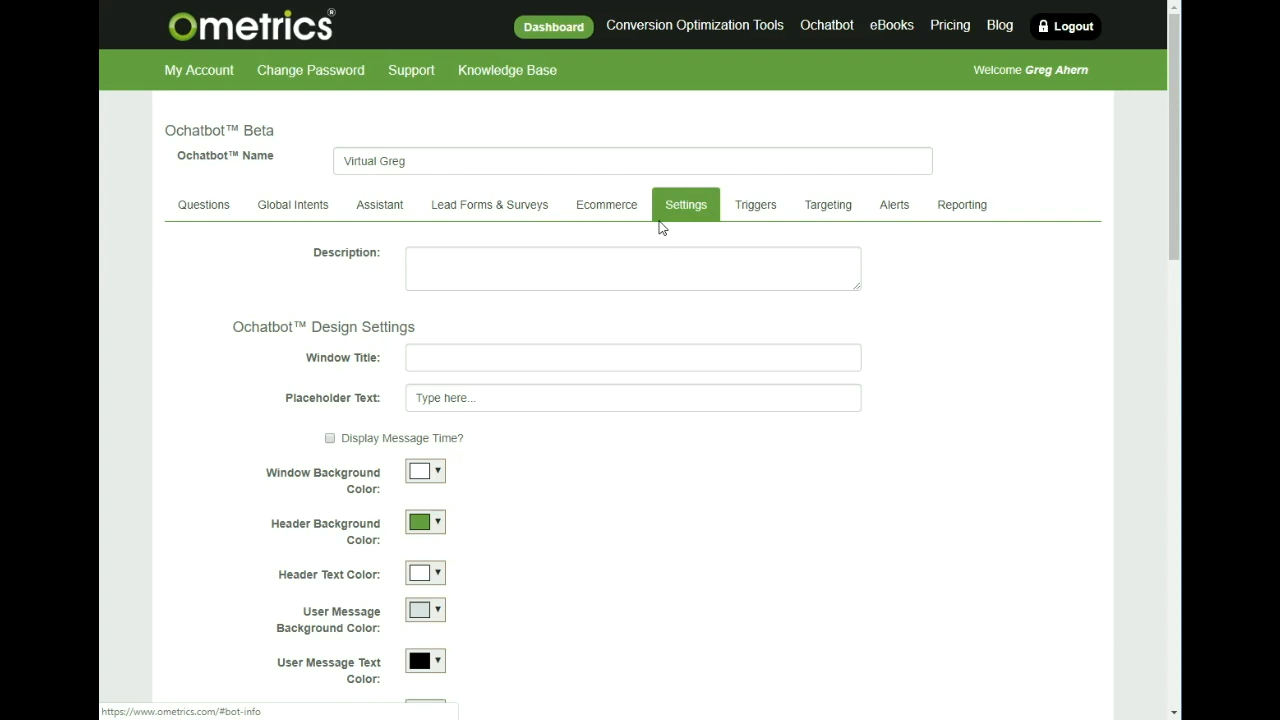 Ometrics®
Dashboard
Conversion Optimization Tools
Ochatbot
eBooks
Pricing
Blog
Logout
My Account
Change Password
Support
Knowledge Base
Welcome Greg Ahern
Ochatbot™ Beta
Ochatbot™ Name
Virtual Greg
Questions
Global Intents
Assistant
Lead Forms & Surveys
Ecommerce
Settings
Triggers
Targeting
Alerts
Reporting
Description:
Ochatbot™ Design Settings
Window Title:
Placeholder Text:
Type here...
Display Message Time?
Window Background
Color:
Header Background
Color:
Header Text Color:
User Message
Background Color:
User Message Text
Color:
https://www.ometrics.com/#bot-info